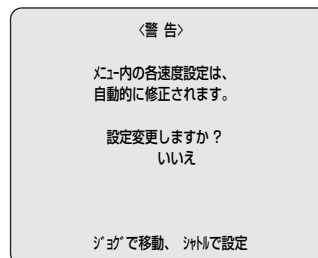 〈警 告〉
ﾒﾆｭｰ内の各速度設定は、
自動的に修正されます。
設定変更しますか？
いいえ
ｼﾞｮｸﾞで移動、 ｼｬﾄﾙで設定